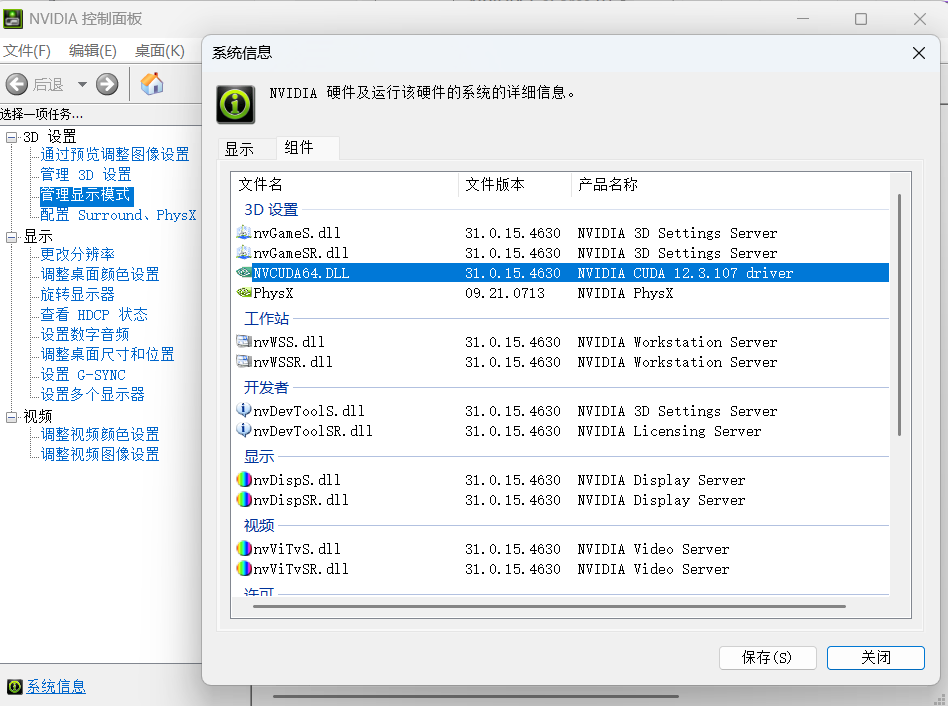 NVIDIA 控制面板
文件(F) 编辑(E) 桌面(K)
后退
选择一项任务...
3D 设置
通过预览调整图像设置
管理 3D 设置
管理显示模式
配置 Surround、PhysX
显示
更改分辨率
调整桌面颜色设置
旋转显示器
查看 HDCP 状态
设置数字音频
调整桌面尺寸和位置
设置 G-SYNC
设置多个显示器
视频
调整视频颜色设置
调整视频图像设置
系统信息
系统信息
NVIDIA 硬件及运行该硬件的系统的详细信息。
显示 组件
文件名 文件版本 产品名称
3D 设置
nvGameS.dll 31.0.15.4630 NVIDIA 3D Settings Server
nvGameSR.dll 31.0.15.4630 NVIDIA 3D Settings Server
NVCUDA64.DLL 31.0.15.4630 NVIDIA CUDA 12.3.107 driver
PhysX 09.21.0713 NVIDIA PhysX
工作站
nvWSS.dll 31.0.15.4630 NVIDIA Workstation Server
nvWSSR.dll 31.0.15.4630 NVIDIA Workstation Server
开发者
nvDevToolS.dll 31.0.15.4630 NVIDIA 3D Settings Server
nvDevToolSR.dll 31.0.15.4630 NVIDIA Licensing Server
显示
nvDispS.dll 31.0.15.4630 NVIDIA Display Server
nvDispSR.dll 31.0.15.4630 NVIDIA Display Server
视频
nvViTvS.dll 31.0.15.4630 NVIDIA Video Server
nvViTvSR.dll 31.0.15.4630 NVIDIA Video Server
许可
保存(S) 关闭